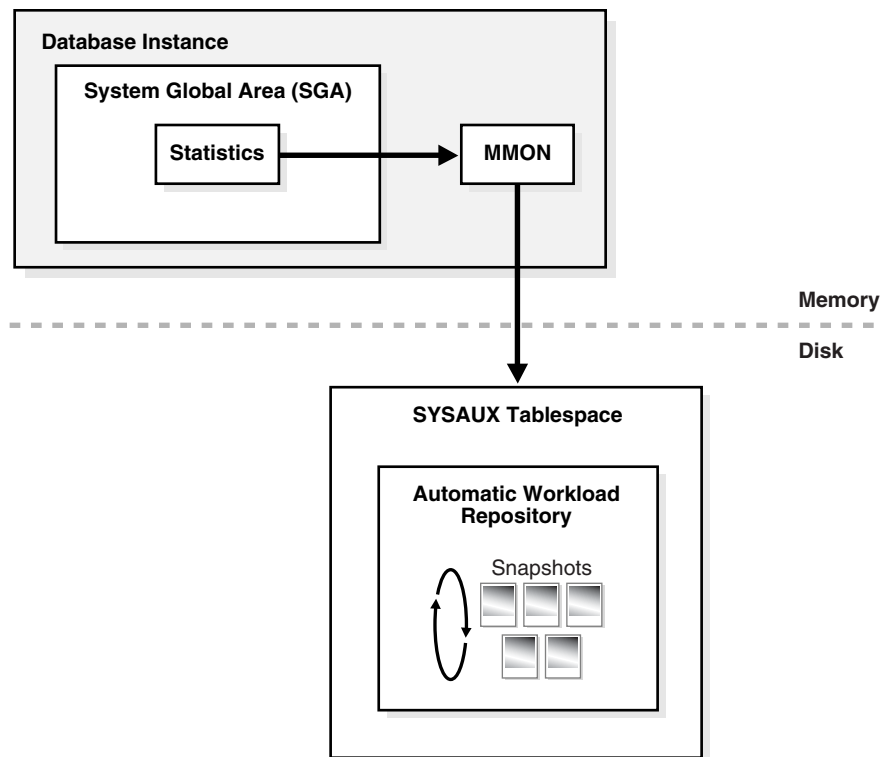 Database Instance
System Global Area (SGA)
Statistics
MMON
Memory
Disk
SYSAUX Tablespace
Automatic Workload
Repository
Snapshots